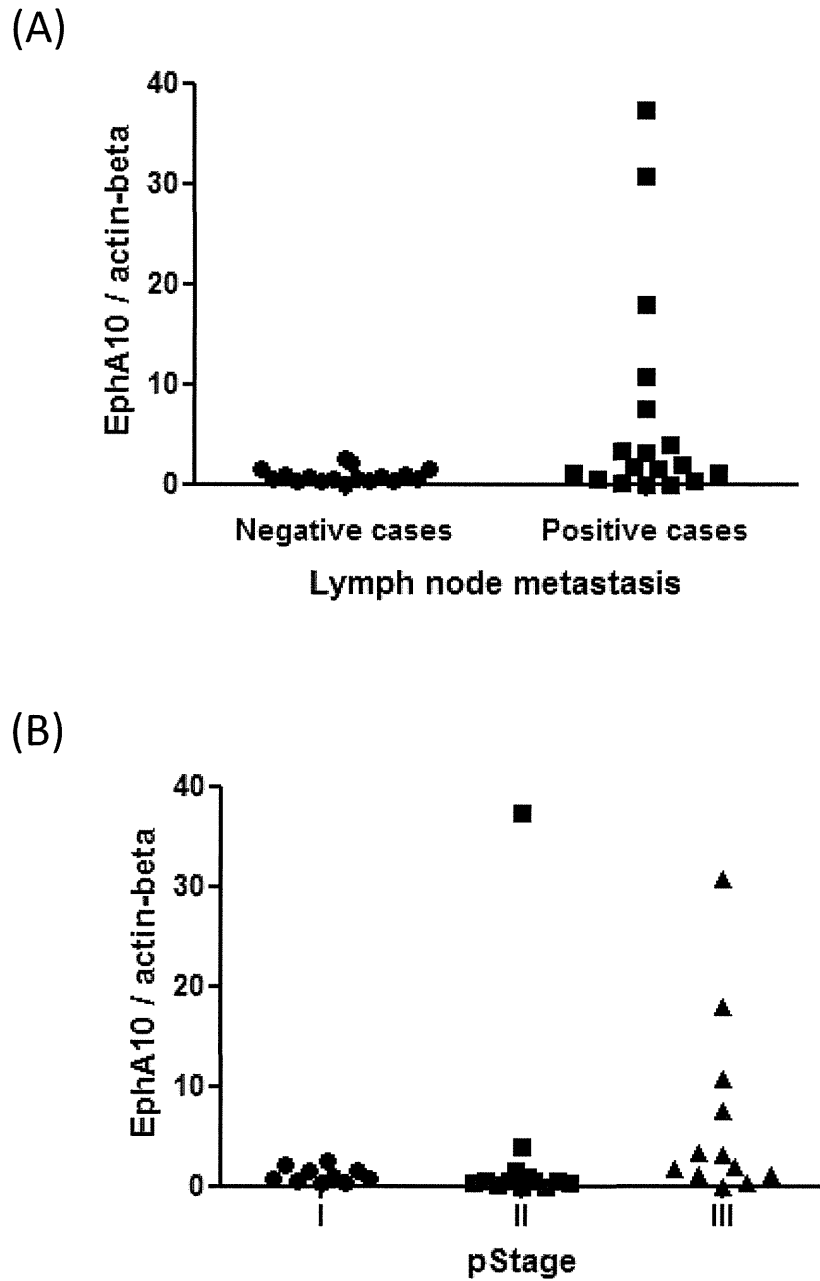 (A)
40
30
20
10
0
EphA10 / actin-beta
Negative cases
Positive cases
Lymph node metastasis
(B)
40
30
20
10
0
EphA10 / actin-beta
I
II
III
pStage